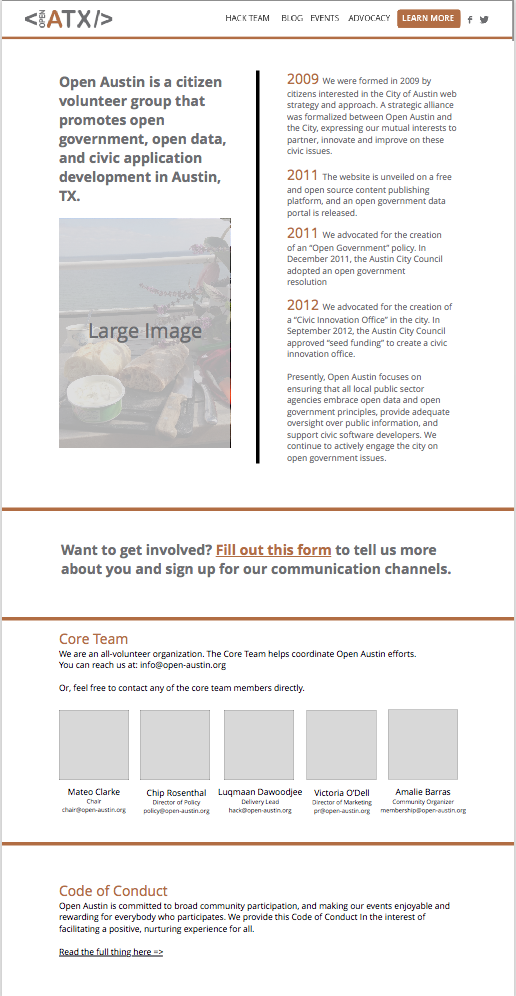 <OPEN ATX/>
HACK TEAM BLOG EVENTS ADVOCACY LEARN MORE
Open Austin is a citizen
volunteer group that
promotes open
government, open data,
and civic application
development in Austin,
TX.
Large Image
2009 We were formed in 2009 by
citizens interested in the City of Austin web
strategy and approach. A strategic alliance
was formalized between Open Austin and
the City, expressing our mutual interests to
partner, innovate and improve on these
civic issues.
2011 The website is unveiled on a free
and open source content publishing
platform, and an open government data
portal is released.
2011 We advocated for the creation
of an “Open Government” policy. In
December 2011, the Austin City Council
adopted an open government
resolution
2012 We advocated for the creation of
a “Civic Innovation Office” in the city. In
September 2012, the Austin City Council
approved “seed funding” to create a civic
innovation office.
Presently, Open Austin focuses on
ensuring that all local public sector
agencies embrace open data and open
government principles, provide adequate
oversight over public information, and
support civic software developers. We
continue to actively engage the city on
open government issues.
Want to get involved? Fill out this form to tell us more
about you and sign up for our communication channels.
Core Team
We are an all-volunteer organization. The Core Team helps coordinate Open Austin efforts.
You can reach us at: info@open-austin.org
Or, feel free to contact any of the core team members directly.
Mateo Clarke
Chair
chair@open-austin.org
Chip Rosenthal
Director of Policy
policy@open-austin.org
Luqmaan Dawoodjee
Delivery Lead
hack@open-austin.org
Victoria O’Dell
Director of Marketing
pr@open-austin.org
Amalie Barras
Community Organizer
membership@open-austin.org
Code of Conduct
Open Austin is committed to broad community participation, and making our events enjoyable and
rewarding for everybody who participates. We provide this Code of Conduct In the interest of
facilitating a positive, nurturing experience for all.
Read the full thing here =>